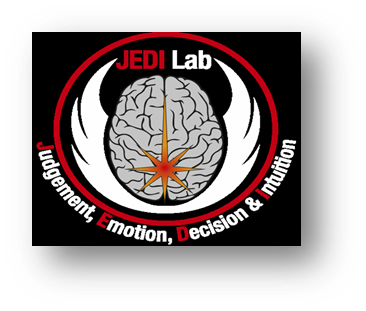 JEDI Lab
Judgement, Emotion, Decision & Intuition